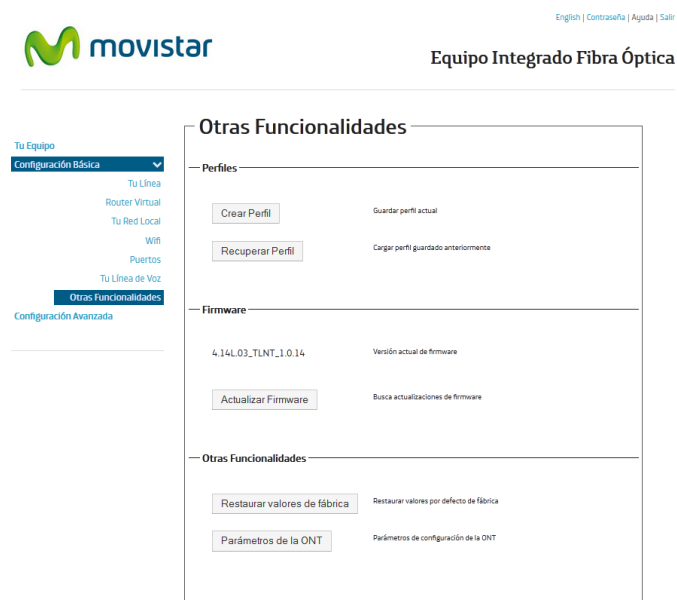 English | Contraseña | Ayuda | Salir
movistar
Equipo Integrado Fibra Óptica
Tu Equipo
Configuración Básica
Tu Línea
Router Virtual
Tu Red Local
Wifi
Puertos
Tu Línea de Voz
Otras Funcionalidades
Configuración Avanzada
Otras Funcionalidades
Perfiles
Crear Perfil Guardar perfil actual
Recuperar Perfil Cargar perfil guardado anteriormente
Firmware
4.14L.03_TLNT_1.0.14 Versión actual de firmware
Actualizar Firmware Busca actualizaciones de firmware
Otras Funcionalidades
Restaurar valores de fábrica Restaurar valores por defecto de fábrica
Parámetros de la ONT Parámetros de configuración de la ONT